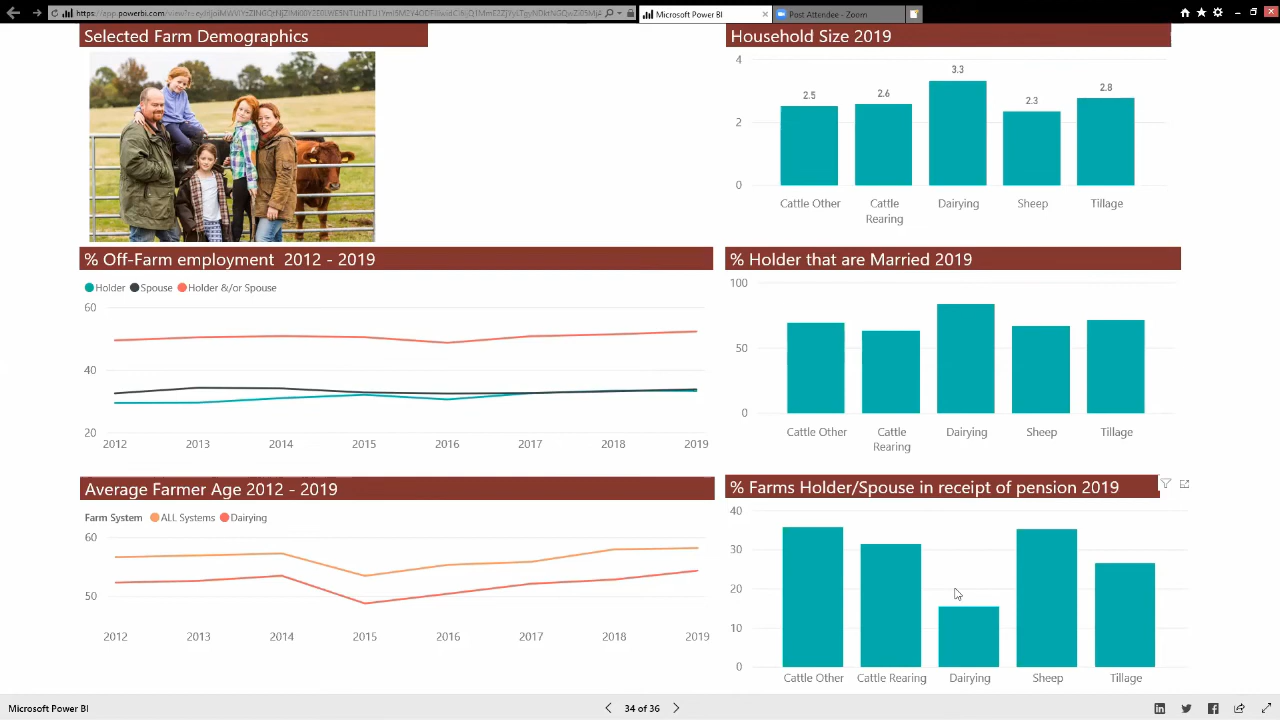 Microsoft Power BI
Post Attendee - Zoom
Selected Farm Demographics
Household Size 2019
4
2
0
2.5
2.6
3.3
2.3
2.8
Cattle Other
Cattle Rearing
Dairying
Sheep
Tillage
% Off-Farm employment 2012 - 2019
Holder Spouse Holder &/or Spouse
60
40
20
2012 2013 2014 2015 2016 2017 2018 2019
% Holder that are Married 2019
100
50
0
Cattle Other
Cattle Rearing
Dairying
Sheep
Tillage
Average Farmer Age 2012 - 2019
Farm System ALL Systems Dairying
60
50
2012 2013 2014 2015 2016 2017 2018 2019
% Farms Holder/Spouse in receipt of pension 2019
40
30
20
10
0
Cattle Other Cattle Rearing Dairying Sheep Tillage
Microsoft Power BI
34 of 36